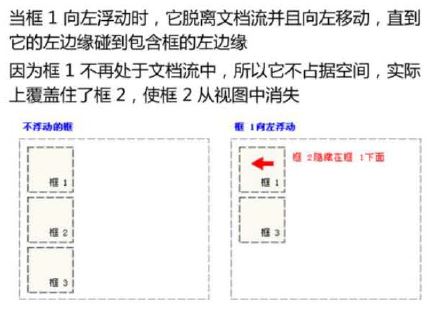 当框 1 向左浮动时，它脱离文档流并且向左移动，直到
它的左边缘碰到包含框的左边缘
因为框 1 不再处于文档流中，所以它不占据空间，实际
上覆盖住了框 2，使框 2 从视图中消失
不浮动的框
框 1
框 2
框 3
框 1向左浮动
框 2隐藏在框 1下面
框 1
框 3